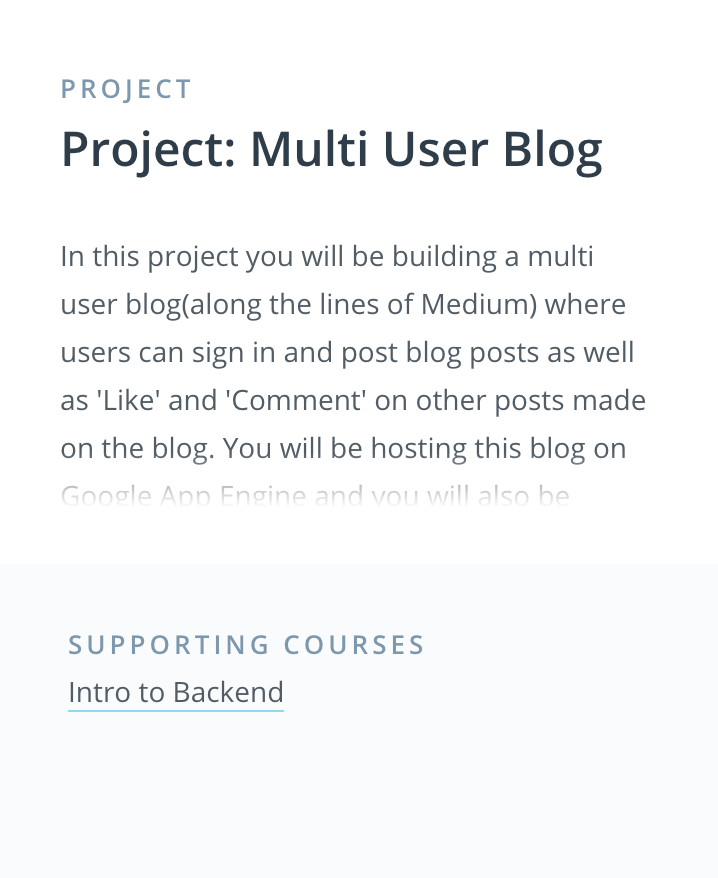 PROJECT
Project: Multi User Blog
In this project you will be building a multi
user blog(along the lines of Medium) where
users can sign in and post blog posts as well
as 'Like' and 'Comment' on other posts made
on the blog. You will be hosting this blog on
Google App Engine and you will also be
SUPPORTING COURSES
Intro to Backend